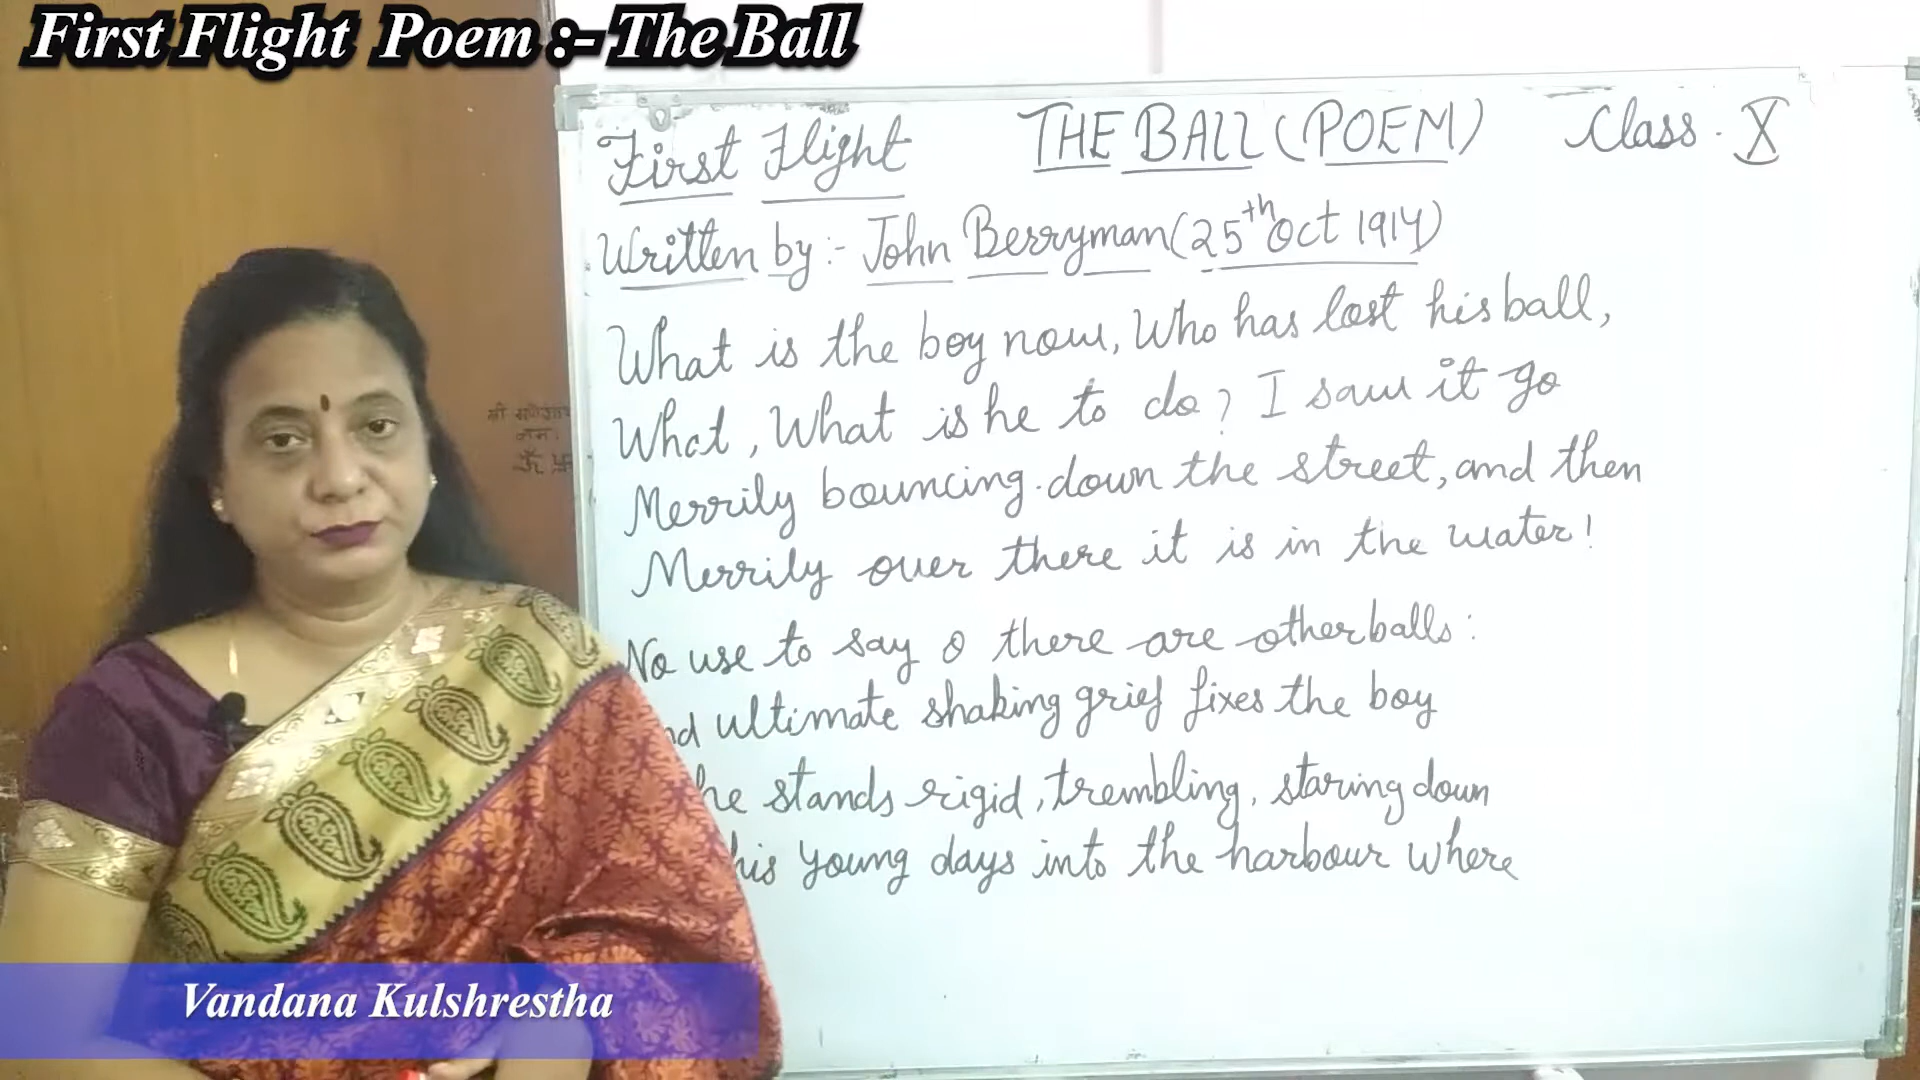 First Flight Poem :- The Ball
First Flight THE BALL (POEM) Class . X
Written by :- John Berryman (25th Oct 1914)
What is the boy now, Who has lost his ball,
What, What is he to do? I saw it go
Merrily bouncing . down the street, and then
Merrily over there it is in the water!
No use to say O there are other balls :
ultimate shaking grief fixes the boy
he stands rigid, trembling, staring down
his young days into the harbour where
Vandana Kulshrestha